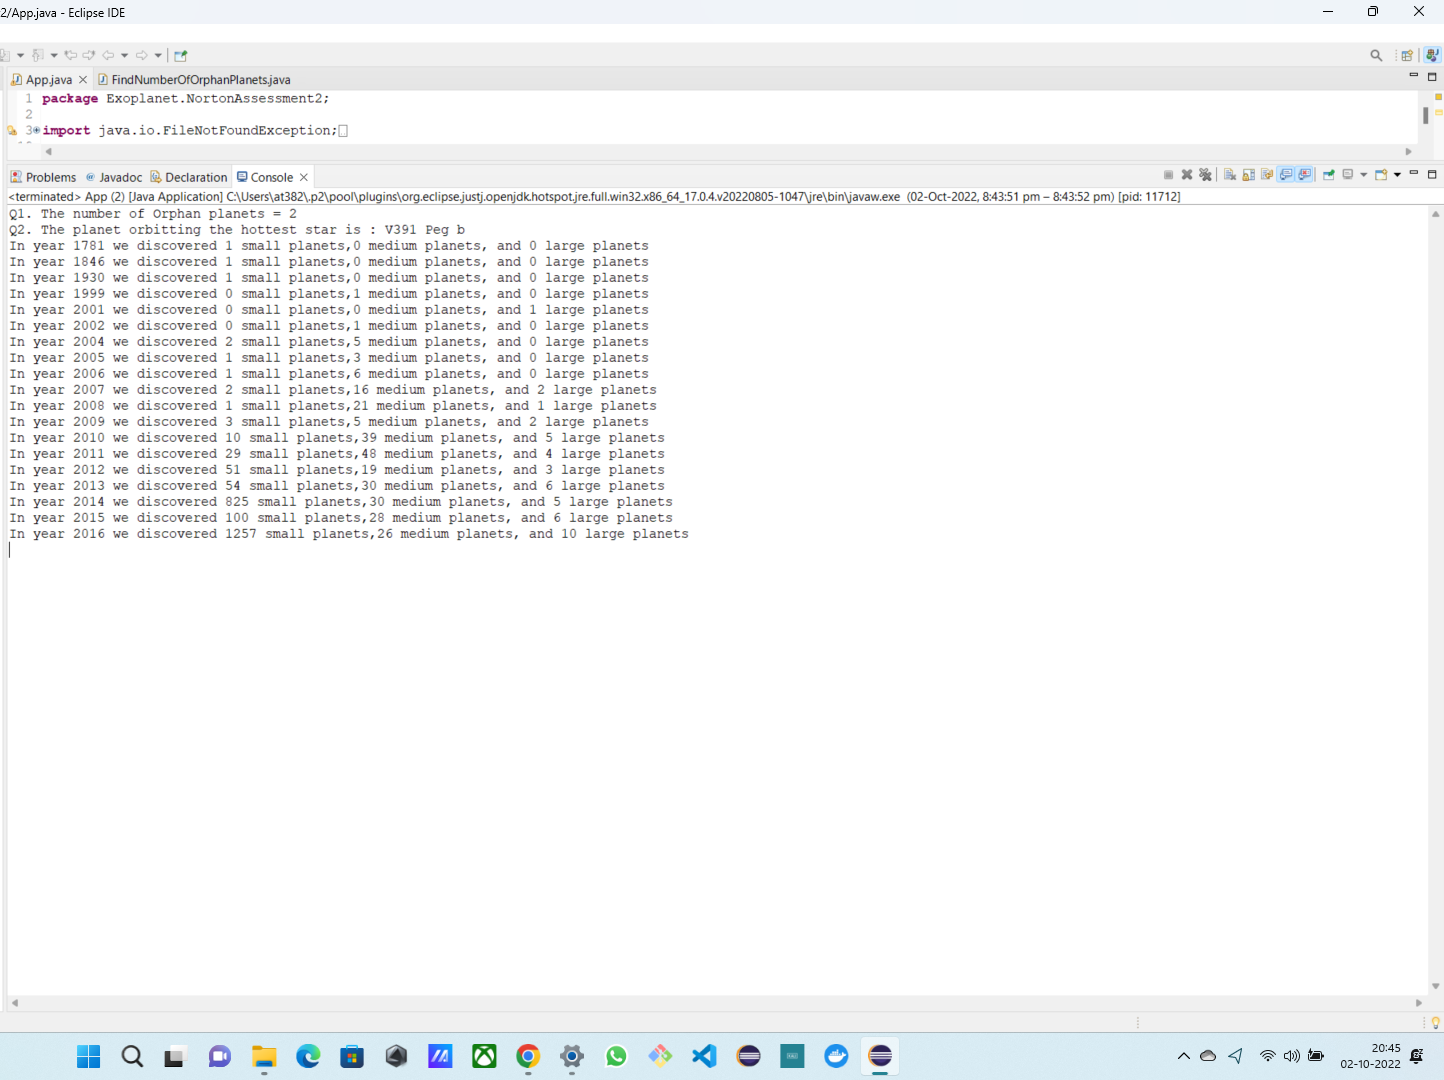 2/App.java - Eclipse IDE
App.java
FindNumberOfOrphanPlanets.java
1 package Exoplanet.NortonAssessment2;
2
3 import java.io.FileNotFoundException;
Problems
Javadoc
Declaration
Console
<terminated> App (2) [Java Application] C:\Users\at382\.p2\pool\plugins\org.eclipse.justj.openjdk.hotspot.jre.full.win32.x86_64_17.0.4.v20220805-1047\jre\bin\javaw.exe (02-Oct-2022, 8:43:51 pm – 8:43:52 pm) [pid: 11712]
Q1. The number of Orphan planets = 2
Q2. The planet orbitting the hottest star is : V391 Peg b
In year 1781 we discovered 1 small planets,0 medium planets, and 0 large planets
In year 1846 we discovered 1 small planets,0 medium planets, and 0 large planets
In year 1930 we discovered 1 small planets,0 medium planets, and 0 large planets
In year 1999 we discovered 0 small planets,1 medium planets, and 0 large planets
In year 2001 we discovered 0 small planets,0 medium planets, and 1 large planets
In year 2002 we discovered 0 small planets,1 medium planets, and 0 large planets
In year 2004 we discovered 2 small planets,5 medium planets, and 0 large planets
In year 2005 we discovered 1 small planets,3 medium planets, and 0 large planets
In year 2006 we discovered 1 small planets,6 medium planets, and 0 large planets
In year 2007 we discovered 2 small planets,16 medium planets, and 2 large planets
In year 2008 we discovered 1 small planets,21 medium planets, and 1 large planets
In year 2009 we discovered 3 small planets,5 medium planets, and 2 large planets
In year 2010 we discovered 10 small planets,39 medium planets, and 5 large planets
In year 2011 we discovered 29 small planets,48 medium planets, and 4 large planets
In year 2012 we discovered 51 small planets,19 medium planets, and 3 large planets
In year 2013 we discovered 54 small planets,30 medium planets, and 6 large planets
In year 2014 we discovered 825 small planets,30 medium planets, and 5 large planets
In year 2015 we discovered 100 small planets,28 medium planets, and 6 large planets
In year 2016 we discovered 1257 small planets,26 medium planets, and 10 large planets
20:45
02-10-2022